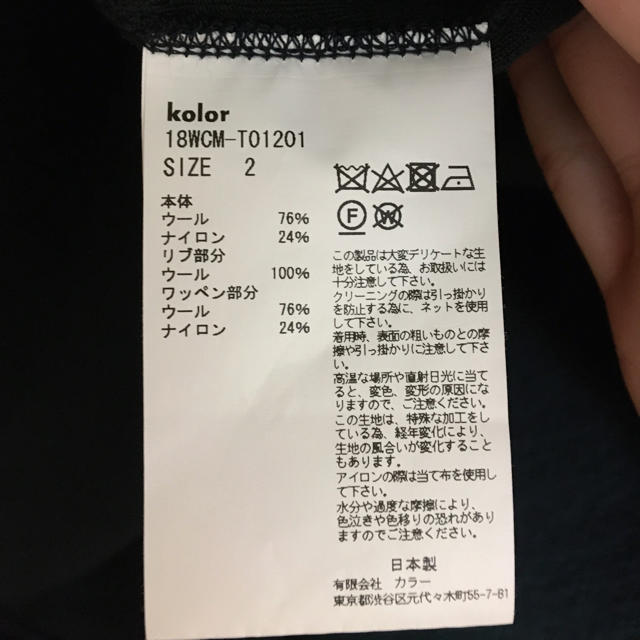 kolor
18WCM-T01201
SIZE 2
本体
ウール 76%
ナイロン 24%
リブ部分
ウール 100%
ワッペン部分
ウール 76%
ナイロン 24%
F W
この製品は大変デリケートな生
地をしている為、お取扱いには
十分注意して下さい。
クリーニングの際は引っ掛かり
を防止する為に、ネットを使用
して下さい。
着用時、表面の粗いものとの摩
擦や引っ掛かりに注意して下さ
い。
高温な場所や直射日光に当て
ると、変色、変形の原因にな
りますので、ご注意ください。
この生地は、特殊な加工をし
ている為、経年変化により、
生地の風合いが変化すること
もあります。
アイロンの際は当て布を使用し
て下さい。
水分や過度な摩擦により、
色泣きや色移りの恐れがあり
ますのでご注意下さい。
日本製
有限会社 カラー
東京都渋谷区元代々木町55-7-B1